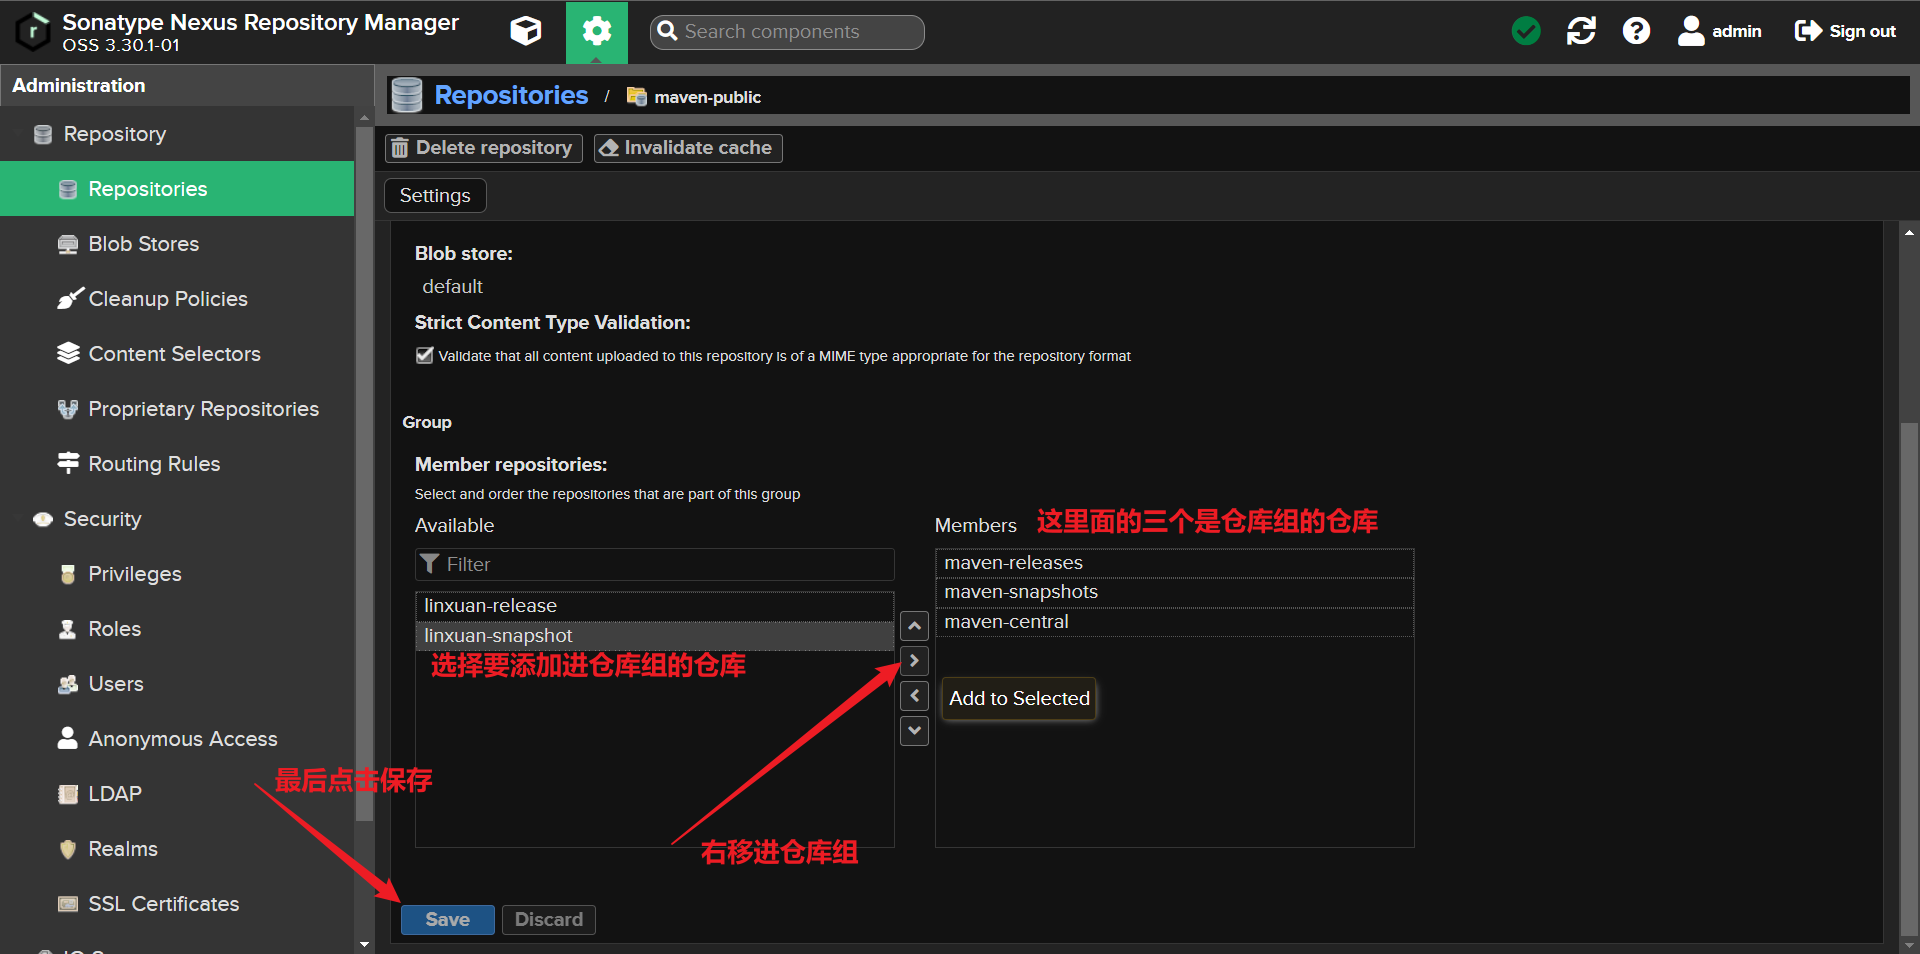 Sonatype Nexus Repository Manager
OSS 3.30.1-01
Search components
admin
Sign out
Administration
Repository
Repositories
Blob Stores
Cleanup Policies
Content Selectors
Proprietary Repositories
Routing Rules
Security
Privileges
Roles
Users
Anonymous Access
LDAP
Realms
SSL Certificates
Repositories / maven-public
Delete repository
Invalidate cache
Settings
Blob store:
default
Strict Content Type Validation:
Validate that all content uploaded to this repository is of a MIME type appropriate for the repository format
Group
Member repositories:
Select and order the repositories that are part of this group
Available
Filter
linxuan-release
linxuan-snapshot
选择要添加进仓库组的仓库
Members 这里面的三个是仓库组的仓库
maven-releases
maven-snapshots
maven-central
Add to Selected
最后点击保存
右移进仓库组
Save
Discard